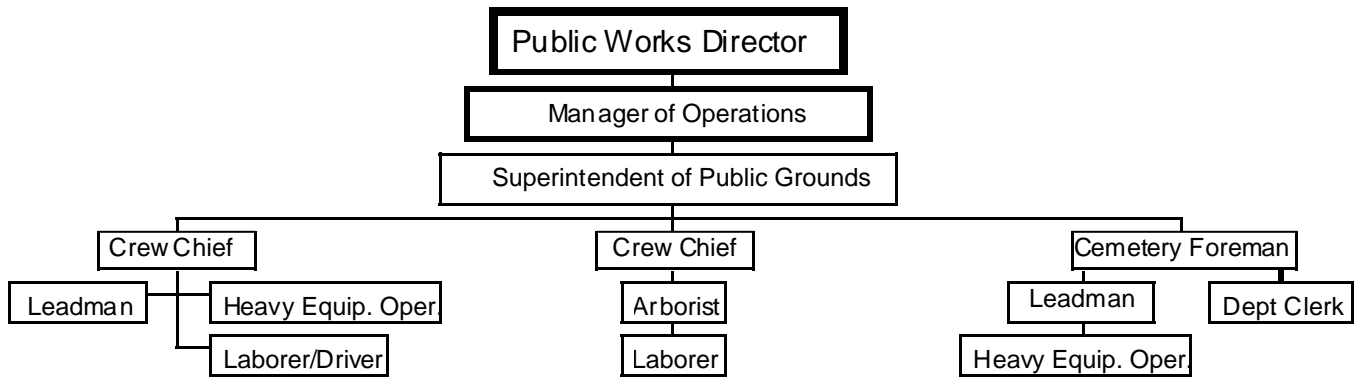 Public Works Director
Manager of Operations
Superintendent of Public Grounds
Crew Chief
Crew Chief
Cemetery Foreman
Leadman
Heavy Equip. Oper.
Arborist
Leadman
Dept Clerk
Laborer/Driver
Laborer
Heavy Equip. Oper.